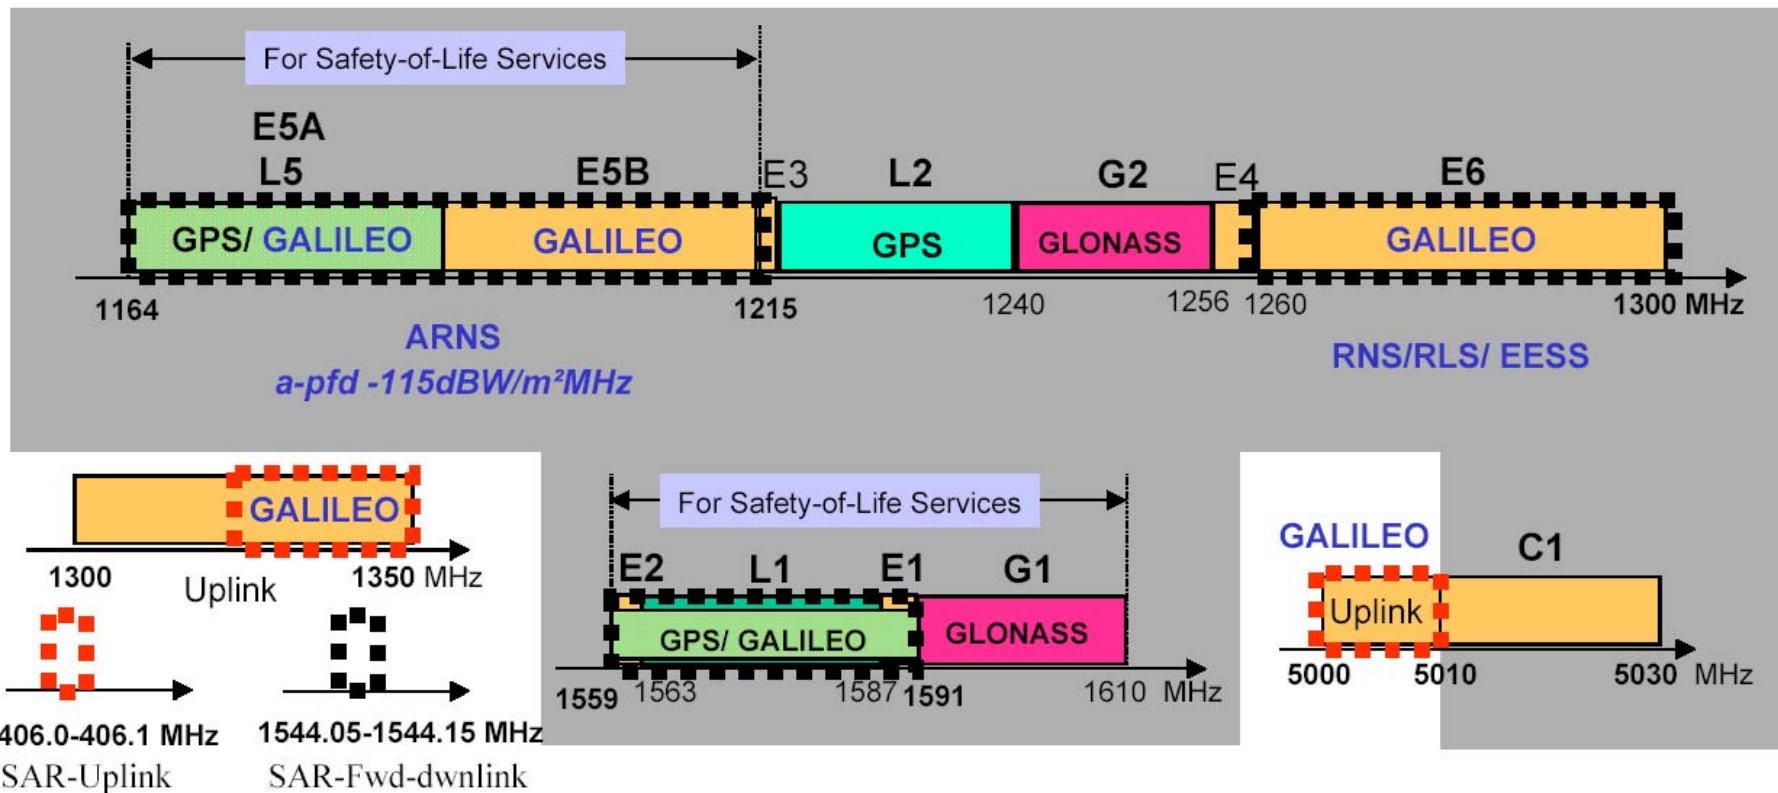 For Safety-of-Life Services
E5A
L5
E5B
E3
L2
G2
E4
E6
GPS/ GALILEO
GALILEO
GPS
GLONASS
GALILEO
1164
1215
1240
1256
1260
1300 MHz
ARNS
a-pfd -115dBW/m²MHz
RNS/RLS/ EESS
GALILEO
1300
Uplink
1350 MHz
406.0-406.1 MHz
SAR-Uplink
1544.05-1544.15 MHz
SAR-Fwd-dwnlink
For Safety-of-Life Services
E2
L1
E1
G1
GPS/ GALILEO
GLONASS
1559
1563
1587
1591
1610 MHz
GALILEO
C1
Uplink
5000
5010
5030 MHz